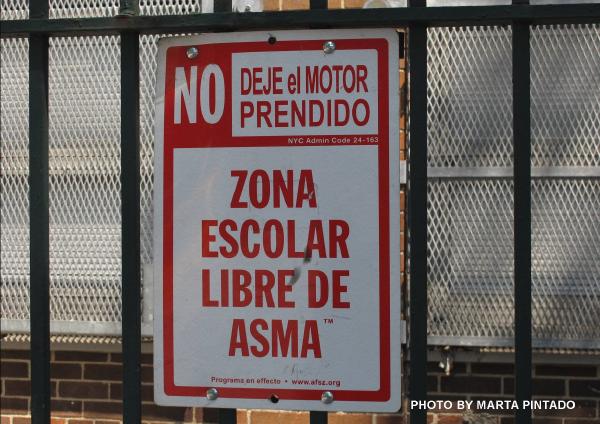 NO DEJE el MOTOR
PRENDIDO
NYC Admin Code 24-163
ZONA
ESCOLAR
LIBRE DE
ASMA™
Programa en effecto • www.afsz.org
PHOTO BY MARTA PINTADO